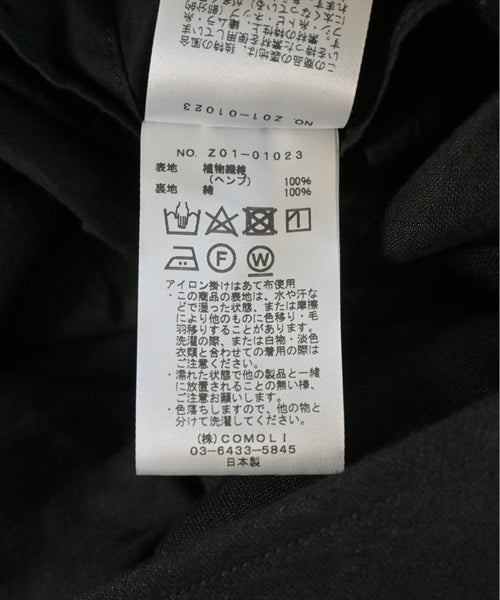 NO. Z01-01023
NO. Z01-01023
表地 植物繊維
(ヘンプ) 100%
裏地 綿 100%
F
W
アイロン掛けはあて布使用
・この商品の表地は、水や汗な
どで湿った状態、または摩擦
により他のものに色移り・毛
羽移りすることがあります。
洗濯の際、または白物・淡色
衣類と合わせての着用の際は
ご注意ください。
・濡れた状態で他の製品と一緒
に放置されることの無い様、
ご注意お願いします。
・色落ちしますので、他の物と
分けて洗濯してください。
(株)COMOLI
03-6433-5845
日本製